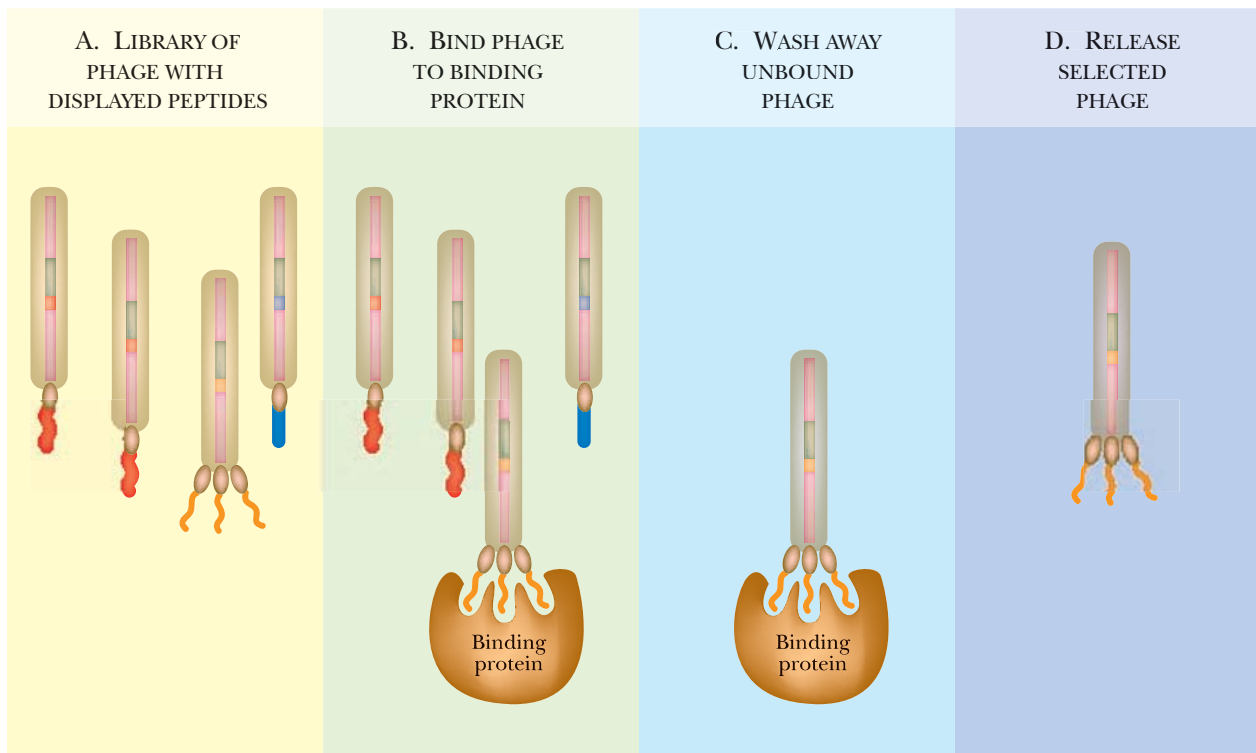 A. LIBRARY OF
PHAGE WITH
DISPLAYED PEPTIDES
B. BIND PHAGE
TO BINDING
PROTEIN
C. WASH AWAY
UNBOUND
PHAGE
D. RELEASE
SELECTED
PHAGE
Binding
protein
Binding
protein